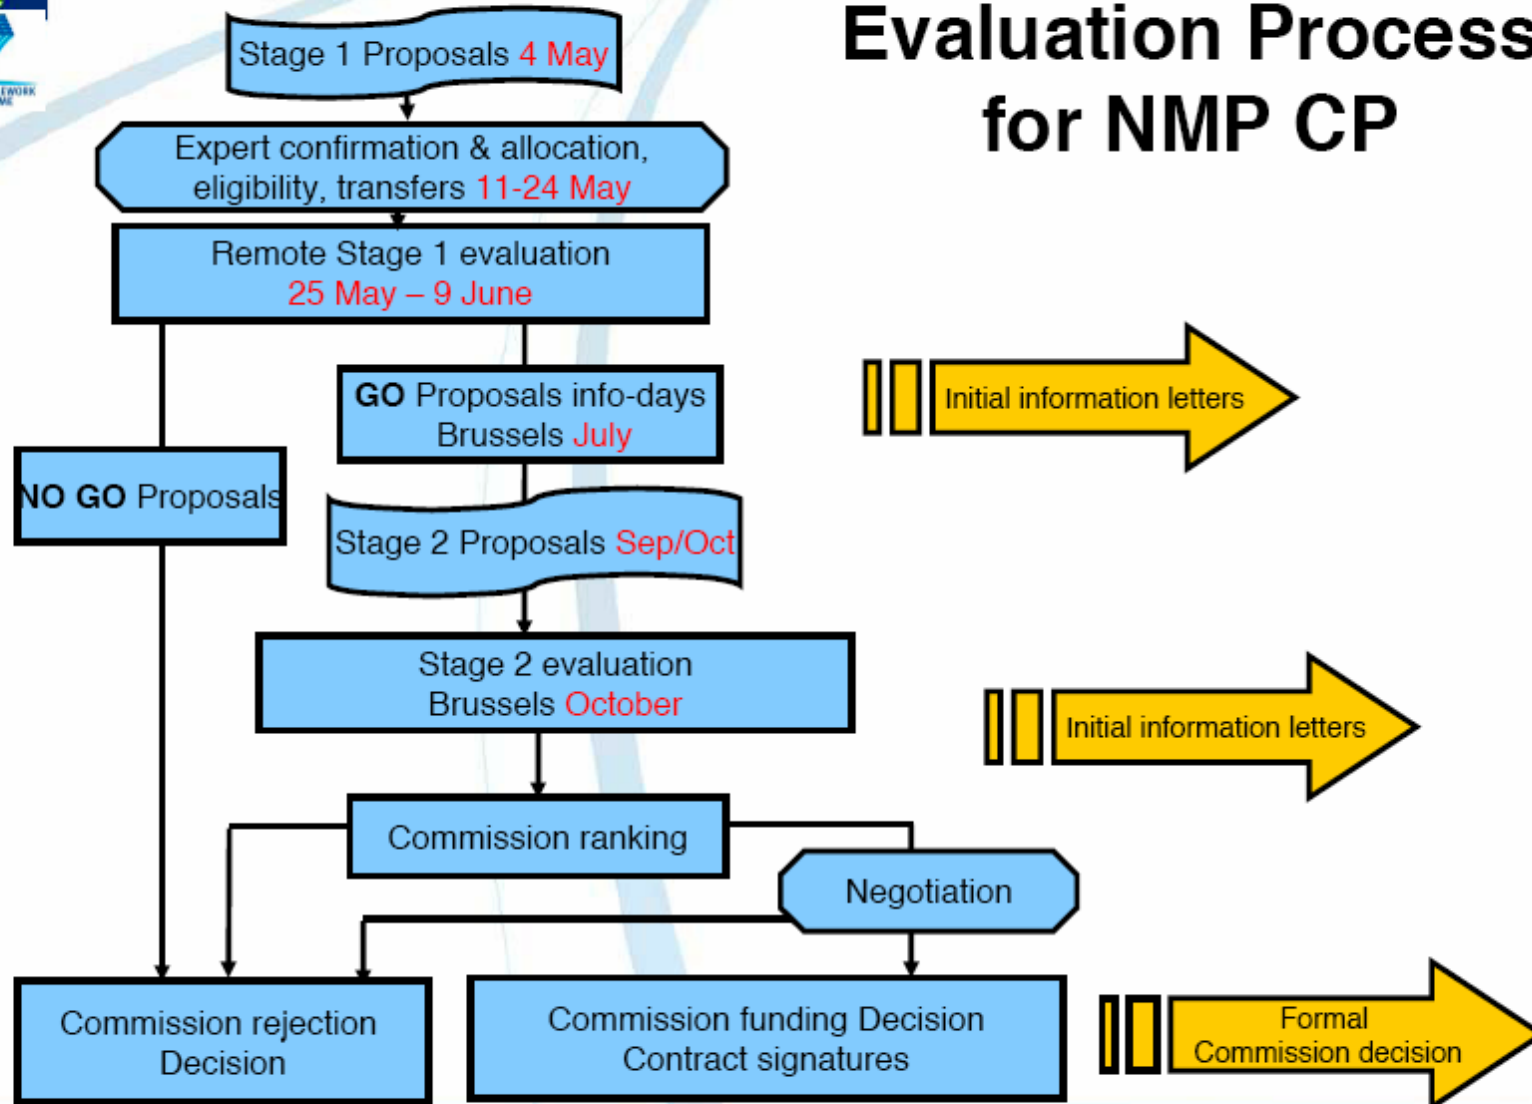 EWORK
ME
Evaluation Process
for NMP CP
Stage 1 Proposals 4 May
Expert confirmation & allocation,
eligibility, transfers 11-24 May
Remote Stage 1 evaluation
25 May – 9 June
GO Proposals info-days
Brussels July
Initial information letters
NO GO Proposals
Stage 2 Proposals Sep/Oct
Stage 2 evaluation
Brussels October
Initial information letters
Commission ranking
Negotiation
Commission rejection
Decision
Commission funding Decision
Contract signatures
Formal
Commission decision